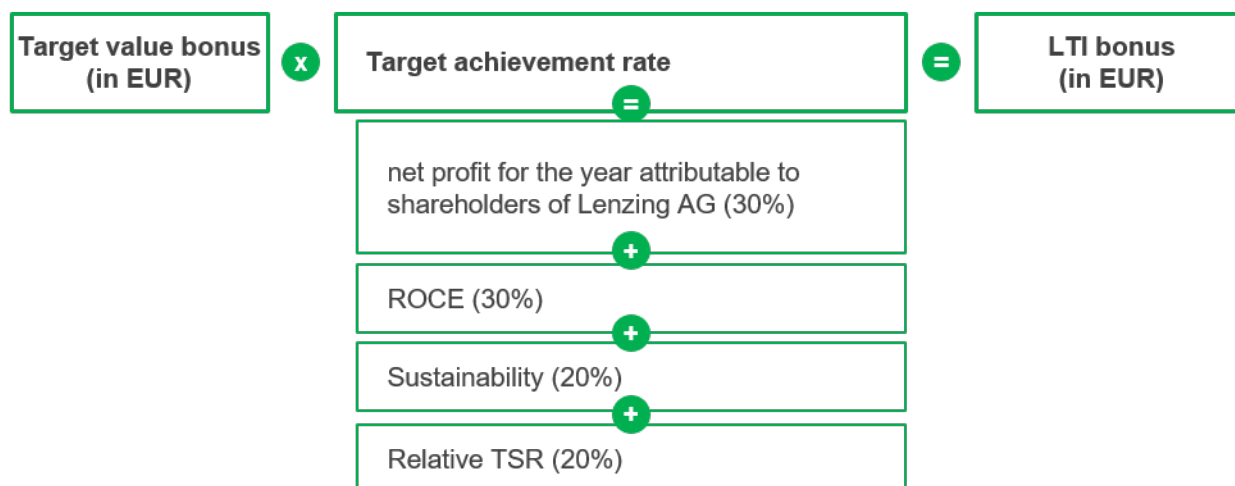 Target value bonus
(in EUR)
x
Target achievement rate
=
LTI bonus
(in EUR)
=
net profit for the year attributable to
shareholders of Lenzing AG (30%)
+
ROCE (30%)
+
Sustainability (20%)
+
Relative TSR (20%)